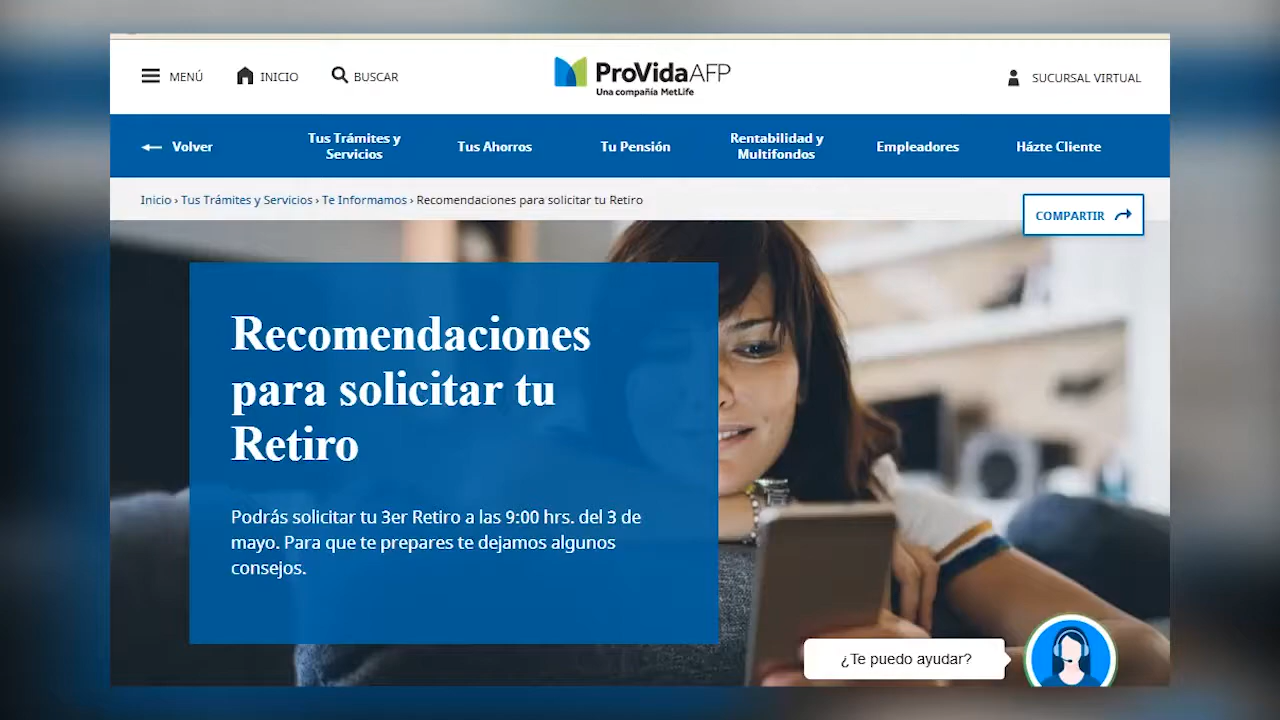 MENÚ
INICIO
BUSCAR
ProVidaAFP
Una compañía MetLife
SUCURSAL VIRTUAL
Volver
Tus Trámites y
Servicios
Tus Ahorros
Tu Pensión
Rentabilidad y
Multifondos
Empleadores
Házte Cliente
Inicio › Tus Trámites y Servicios › Te Informamos › Recomendaciones para solicitar tu Retiro
COMPARTIR
Recomendaciones
para solicitar tu
Retiro
Podrás solicitar tu 3er Retiro a las 9:00 hrs. del 3 de
mayo. Para que te prepares te dejamos algunos
consejos.
¿Te puedo ayudar?